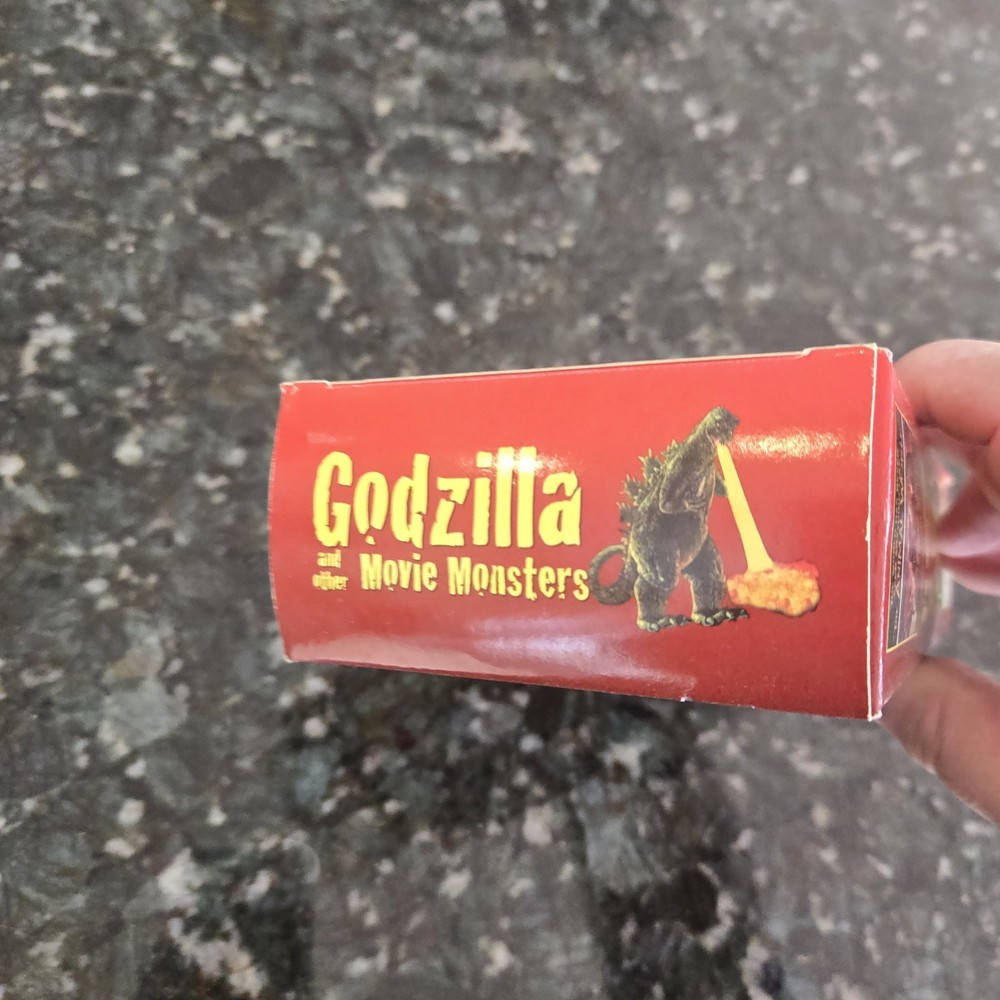 Godzilla
and other Movie Monsters